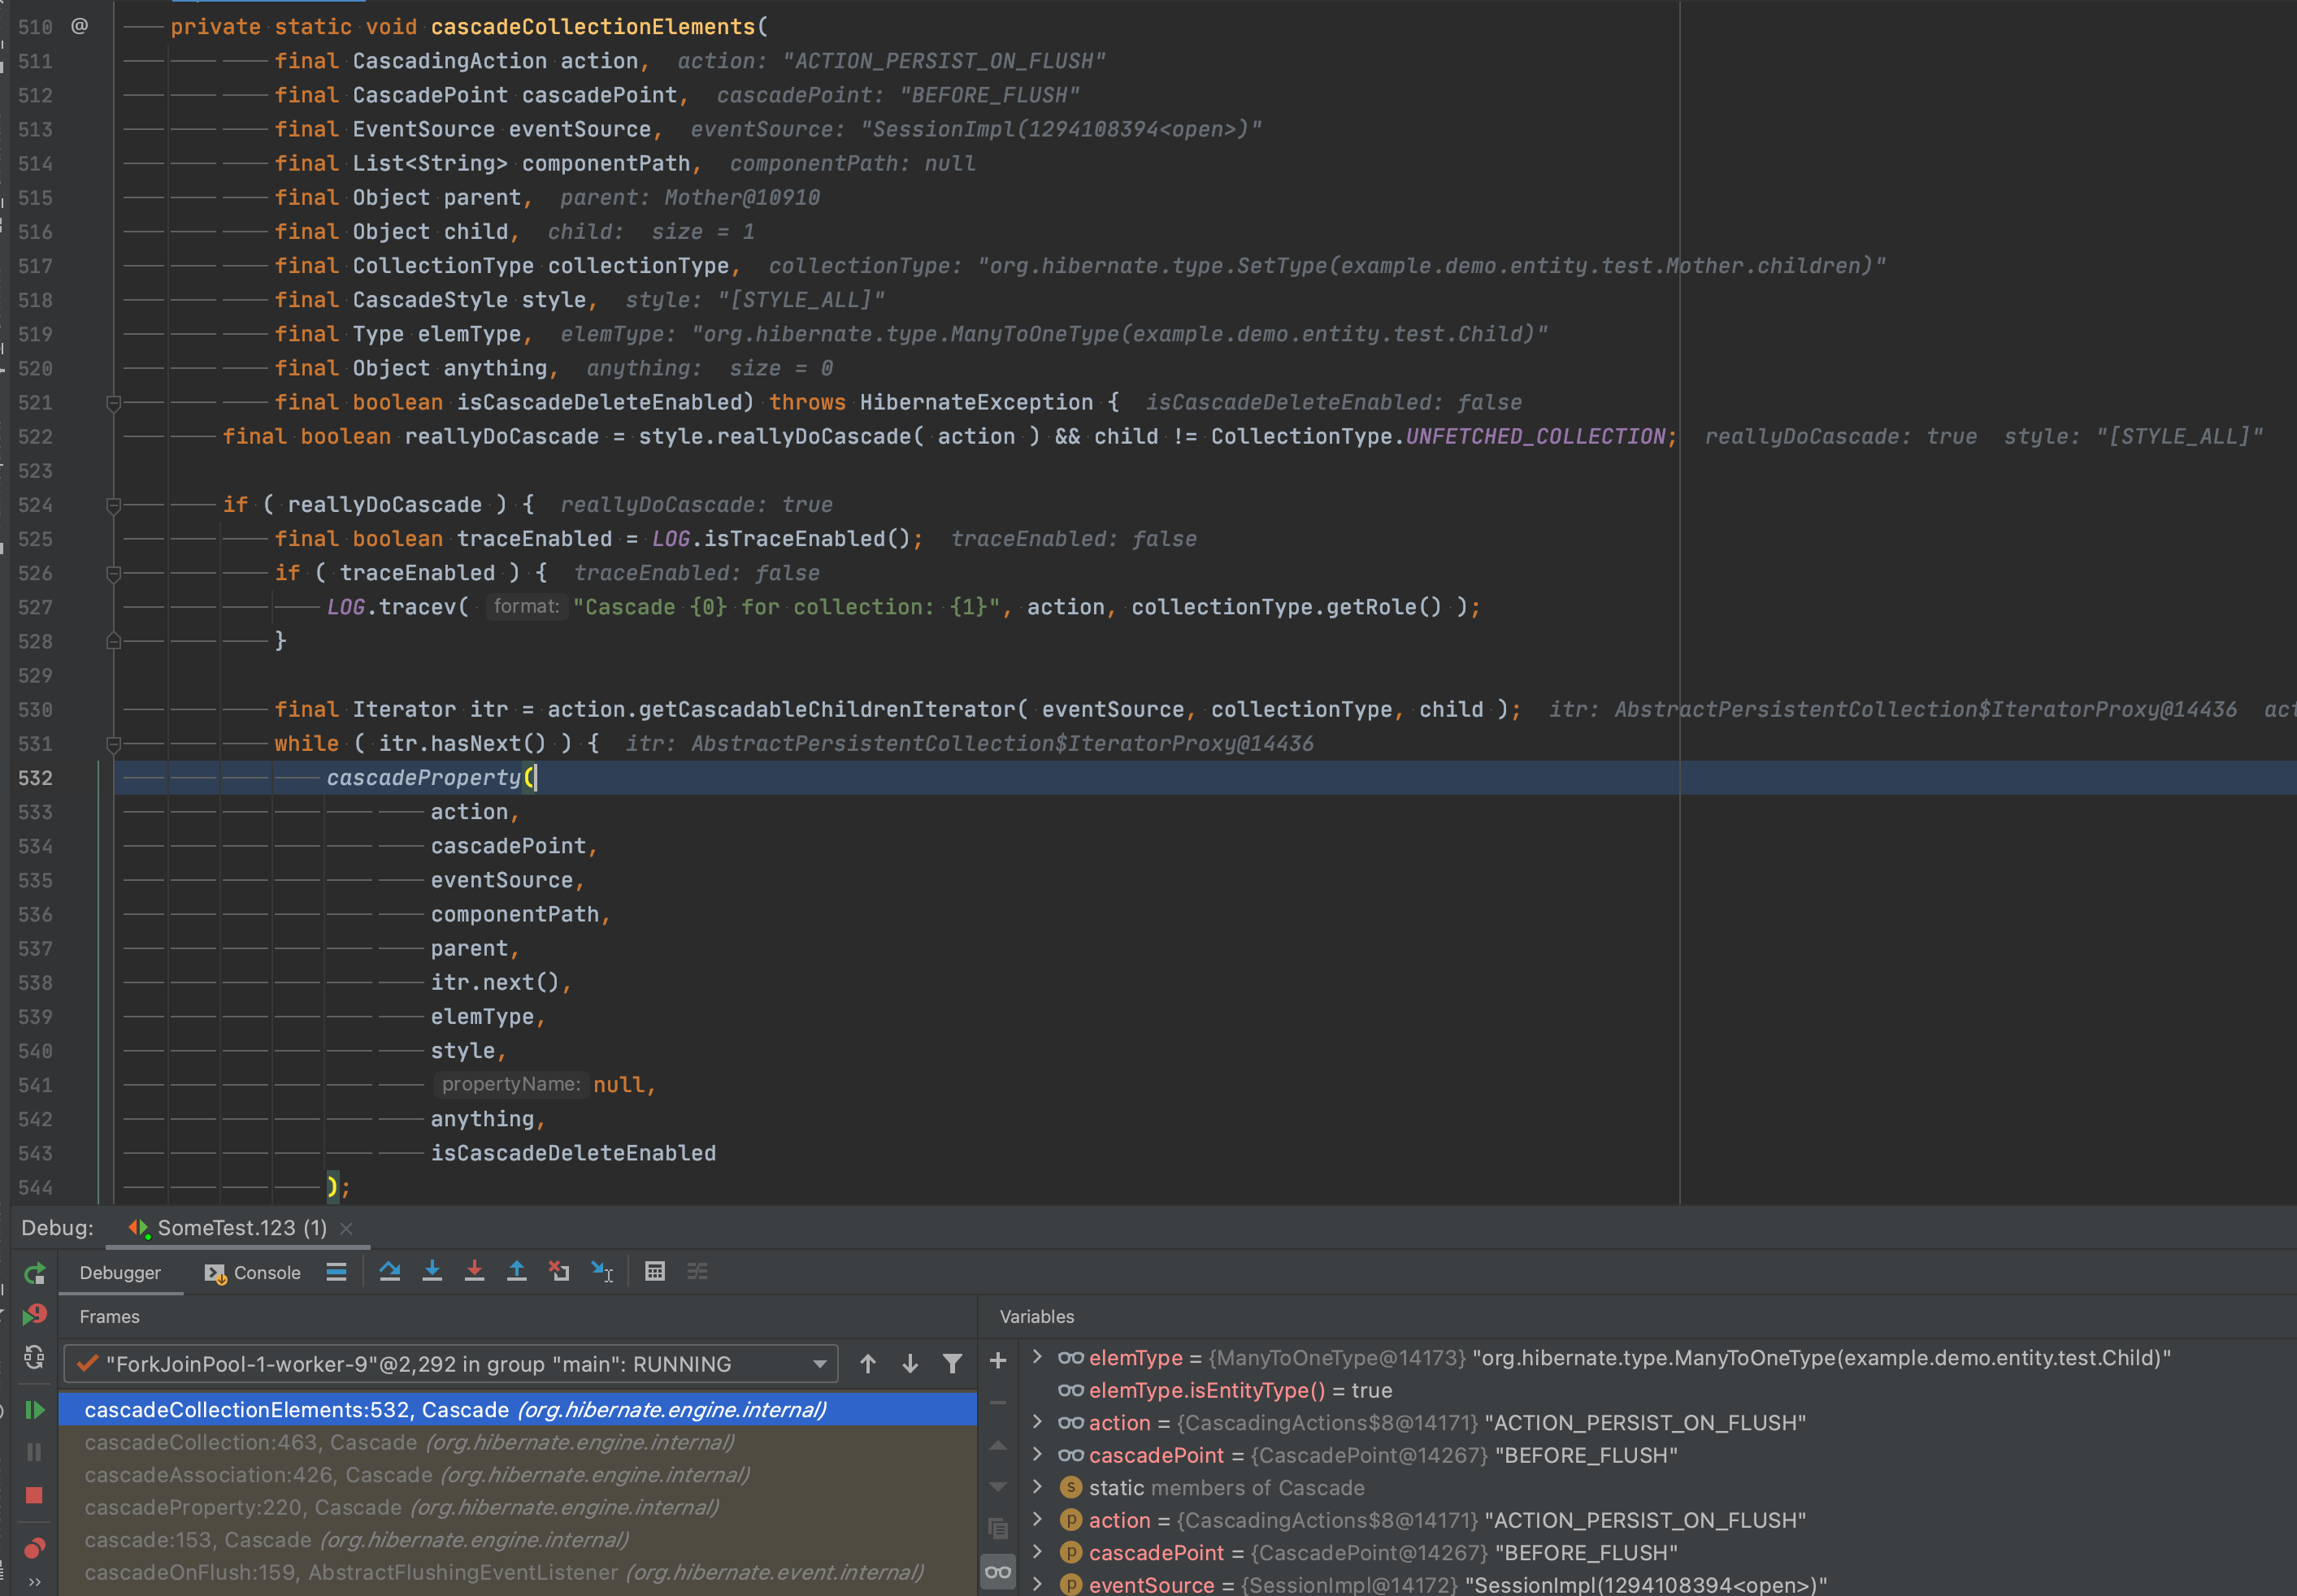 510 @ private static void cascadeCollectionElements(
511 final CascadingAction action, action: "ACTION_PERSIST_ON_FLUSH"
512 final CascadePoint cascadePoint, cascadePoint: "BEFORE_FLUSH"
513 final EventSource eventSource, eventSource: "SessionImpl(1294108394<open>)"
514 final List<String> componentPath, componentPath: null
515 final Object parent, parent: Mother@10910
516 final Object child, child: size = 1
517 final CollectionType collectionType, collectionType: "org.hibernate.type.SetType(example.demo.entity.test.Mother.children)"
518 final CascadeStyle style, style: "[STYLE_ALL]"
519 final Type elemType, elemType: "org.hibernate.type.ManyToOneType(example.demo.entity.test.Child)"
520 final Object anything, anything: size = 0
521 final boolean isCascadeDeleteEnabled) throws HibernateException { isCascadeDeleteEnabled: false
522 final boolean reallyDoCascade = style.reallyDoCascade( action ) && child != CollectionType.UNFETCHED_COLLECTION; reallyDoCascade: true style: "[STYLE_ALL]"
523
524 if ( reallyDoCascade ) { reallyDoCascade: true
525 final boolean traceEnabled = LOG.isTraceEnabled(); traceEnabled: false
526 if ( traceEnabled ) { traceEnabled: false
527 LOG.tracev( format: "Cascade {0} for collection: {1}", action, collectionType.getRole() );
528 }
529
530 final Iterator itr = action.getCascadableChildrenIterator( eventSource, collectionType, child ); itr: AbstractPersistentCollection$IteratorProxy@14436
531 while ( itr.hasNext() ) { itr: AbstractPersistentCollection$IteratorProxy@14436
532 cascadeProperty(
533 action,
534 cascadePoint,
535 eventSource,
536 componentPath,
537 parent,
538 itr.next(),
539 elemType,
540 style,
541 propertyName: null,
542 anything,
543 isCascadeDeleteEnabled
544 );
Debug: SomeTest.123 (1)
Debugger Console
Frames
"ForkJoinPool-1-worker-9"@2,292 in group "main": RUNNING
cascadeCollectionElements:532, Cascade (org.hibernate.engine.internal)
cascadeCollection:463, Cascade (org.hibernate.engine.internal)
cascadeAssociation:426, Cascade (org.hibernate.engine.internal)
cascadeProperty:220, Cascade (org.hibernate.engine.internal)
cascade:153, Cascade (org.hibernate.engine.internal)
cascadeOnFlush:159, AbstractFlushingEventListener (org.hibernate.event.internal)
Variables
elemType = {ManyToOneType@14173} "org.hibernate.type.ManyToOneType(example.demo.entity.test.Child)"
elemType.isEntityType() = true
action = {CascadingActions$8@14171} "ACTION_PERSIST_ON_FLUSH"
cascadePoint = {CascadePoint@14267} "BEFORE_FLUSH"
s static members of Cascade
p action = {CascadingActions$8@14171} "ACTION_PERSIST_ON_FLUSH"
p cascadePoint = {CascadePoint@14267} "BEFORE_FLUSH"
p eventSource = {SessionImpl@14172} "SessionImpl(1294108394<open>)"